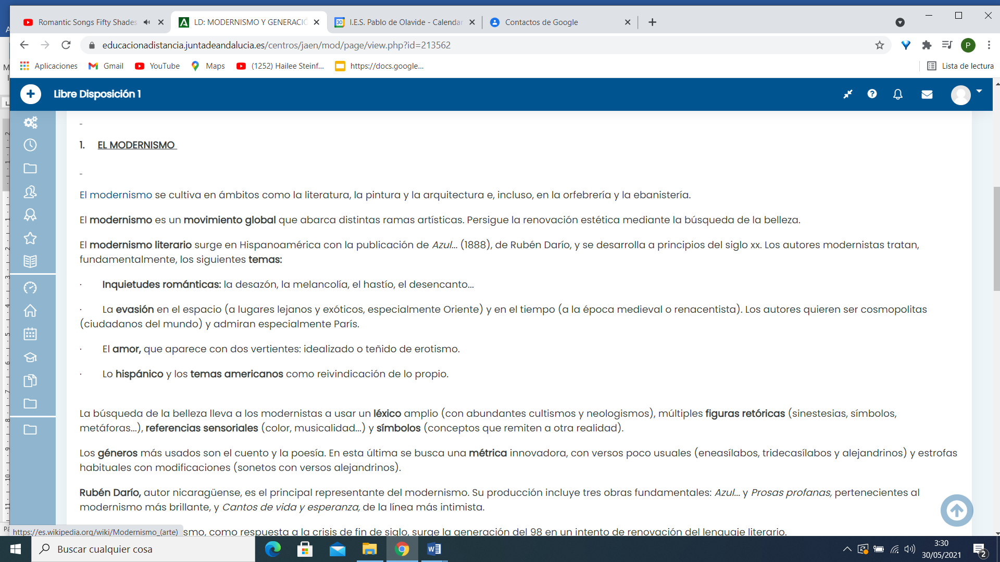 Romantic Songs Fifty Shades
LD: MODERNISMO Y GENERACIÓ
I.E.S. Pablo de Olavide - Calendar
Contactos de Google
educacionadistancia.juntadeandalucia.es/centros/jaen/mod/page/view.php?id=213562
P
Aplicaciones
Gmail
YouTube
Maps
(1252) Hailee Steinf...
https://docs.google...
Lista de lectura
Libre Disposición 1
-
1. EL MODERNISMO
-
El modernismo se cultiva en ámbitos como la literatura, la pintura y la arquitectura e, incluso, en la orfebrería y la ebanistería.
El modernismo es un movimiento global que abarca distintas ramas artísticas. Persigue la renovación estética mediante la búsqueda de la belleza.
El modernismo literario surge en Hispanoamérica con la publicación de Azul... (1888), de Rubén Darío, y se desarrolla a principios del siglo xx. Los autores modernistas tratan,
fundamentalmente, los siguientes temas:
· Inquietudes románticas: la desazón, la melancolía, el hastío, el desencanto...
· La evasión en el espacio (a lugares lejanos y exóticos, especialmente Oriente) y en el tiempo (a la época medieval o renacentista). Los autores quieren ser cosmopolitas
(ciudadanos del mundo) y admiran especialmente París.
· El amor, que aparece con dos vertientes: idealizado o teñido de erotismo.
· Lo hispánico y los temas americanos como reivindicación de lo propio.
La búsqueda de la belleza lleva a los modernistas a usar un léxico amplio (con abundantes cultismos y neologismos), múltiples figuras retóricas (sinestesias, símbolos,
metáforas...), referencias sensoriales (color, musicalidad...) y símbolos (conceptos que remiten a otra realidad).
Los géneros más usados son el cuento y la poesía. En esta última se busca una métrica innovadora, con versos poco usuales (eneasílabos, tridecasílabos y alejandrinos) y estrofas
habituales con modificaciones (sonetos con versos alejandrinos).
Rubén Darío, autor nicaragüense, es el principal representante del modernismo. Su producción incluye tres obras fundamentales: Azul... y Prosas profanas, pertenecientes al
modernismo más brillante, y Cantos de vida y esperanza, de la línea más intimista.
smo, como respuesta a la crisis de fin de siglo, surge la generación del 98 en un intento de renovación del lenguaje literario.
https://es.wikipedia.org/wiki/Modernismo_(arte)
Buscar cualquier cosa
3:30
30/05/2021
2